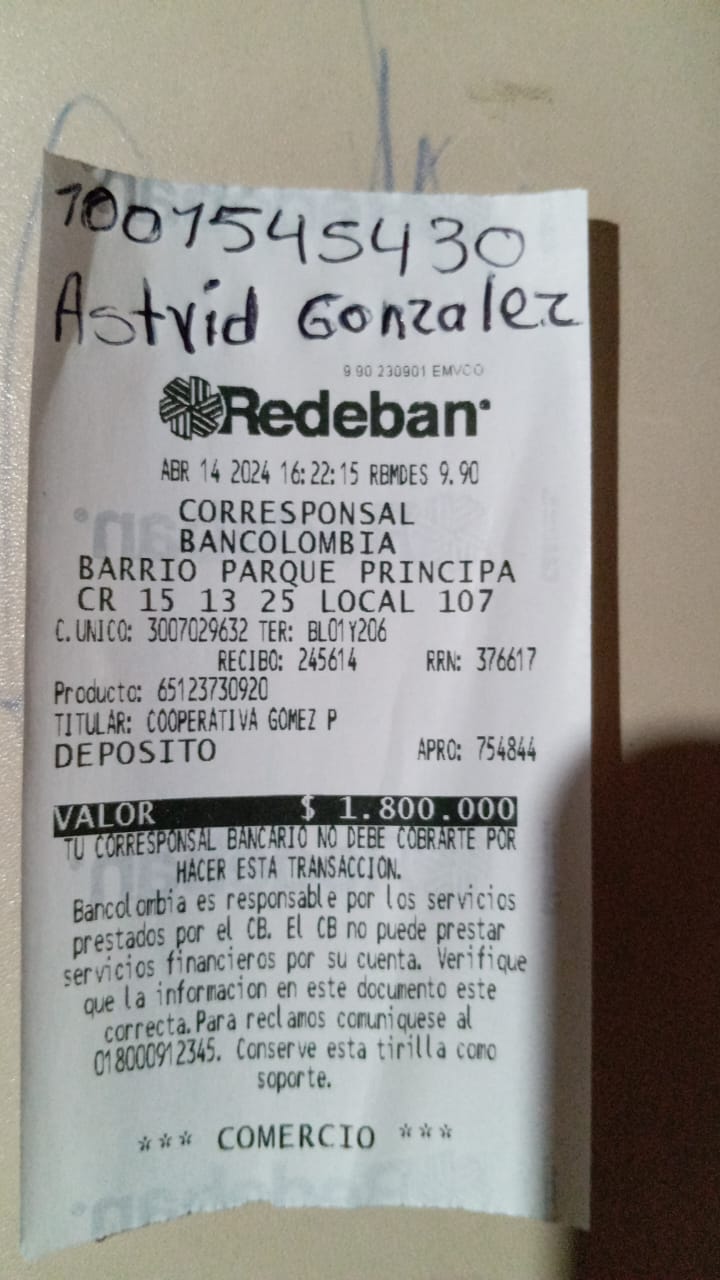 1001545430
Astrid Gonzalez
9.90 230901 EMVCO
Redeban
ABR 14 2024 16:22:15 RBMDES 9.90
CORRESPONSAL
BANCOLOMBIA
BARRIO PARQUE PRINCIPA
CR 15 13 25 LOCAL 107
C.UNICO: 3007029632 TER: BL01Y206
RECIBO: 245614 RRN: 376617
Producto: 65123730920
TITULAR: COOPERATIVA GOMEZ P
DEPOSITO APRO: 754844
VALOR $ 1.800.000
TU CORRESPONSAL BANCARIO NO DEBE COBRARTE POR
HACER ESTA TRANSACCION.
Bancolombia es responsable por los servicios
prestados por el CB. El CB no puede prestar
servicios financieros por su cuenta. Verifique
que la informacion en este documento este
correcta.Para reclamos comuniquese al
018000912345. Conserve esta tirilla como
soporte.
*** COMERCIO ***